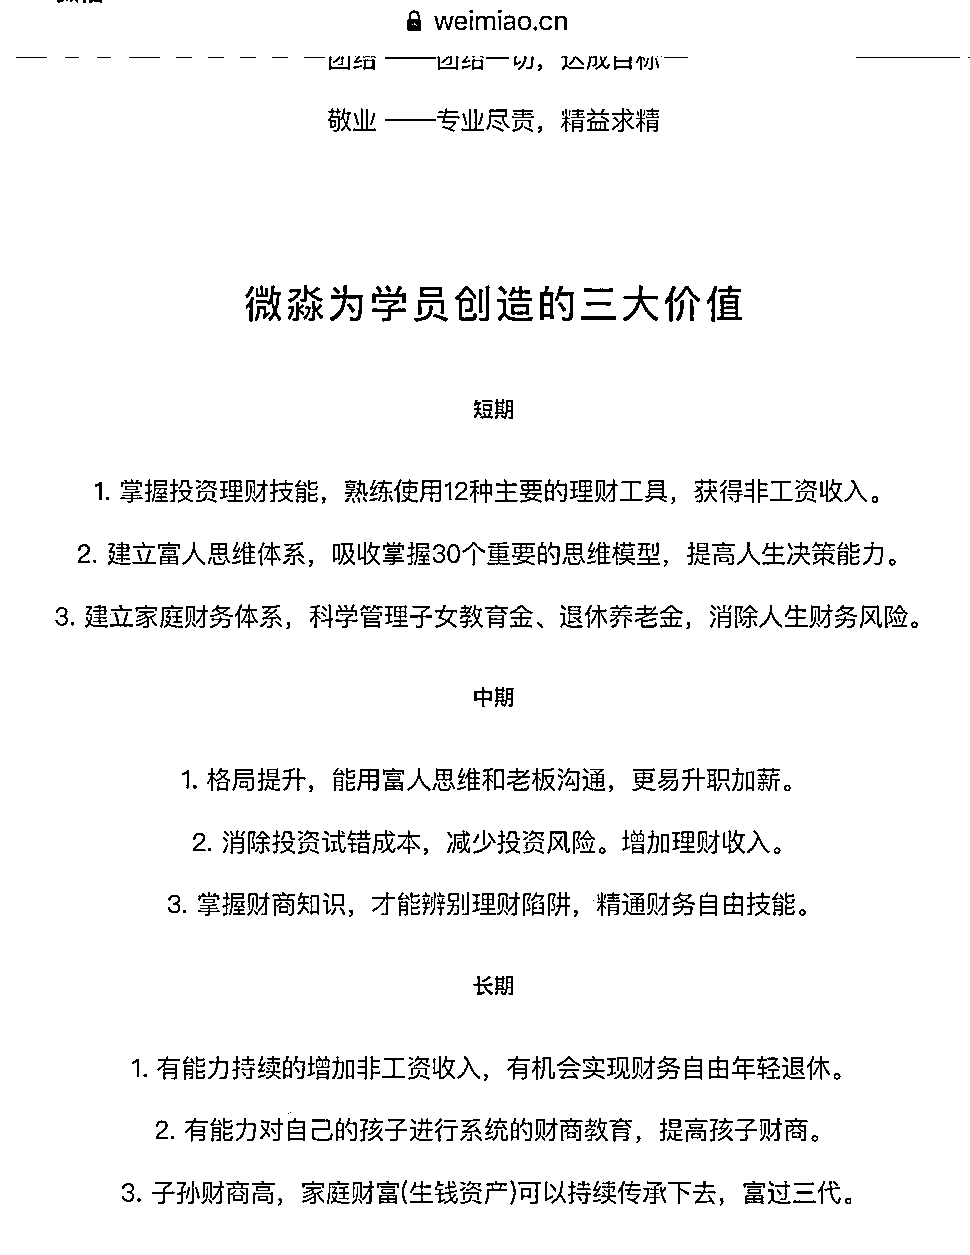 weimiao.cn
团结 ——团结一切，达成目标
敬业 ——专业尽责，精益求精
微淼为学员创造的三大价值
短期
1. 掌握投资理财技能，熟练使用12种主要的理财工具，获得非工资收入。
2. 建立富人思维体系，吸收掌握30个重要的思维模型，提高人生决策能力。
3. 建立家庭财务体系，科学管理子女教育金、退休养老金，消除人生财务风险。
中期
1. 格局提升，能用富人思维和老板沟通，更易升职加薪。
2. 消除投资试错成本，减少投资风险。增加理财收入。
3. 掌握财商知识，才能辨别理财陷阱，精通财务自由技能。
长期
1. 有能力持续的增加非工资收入，有机会实现财务自由年轻退休。
2. 有能力对自己的孩子进行系统的财商教育，提高孩子财商。
3. 子孙财商高，家庭财富(生钱资产)可以持续传承下去，富过三代。